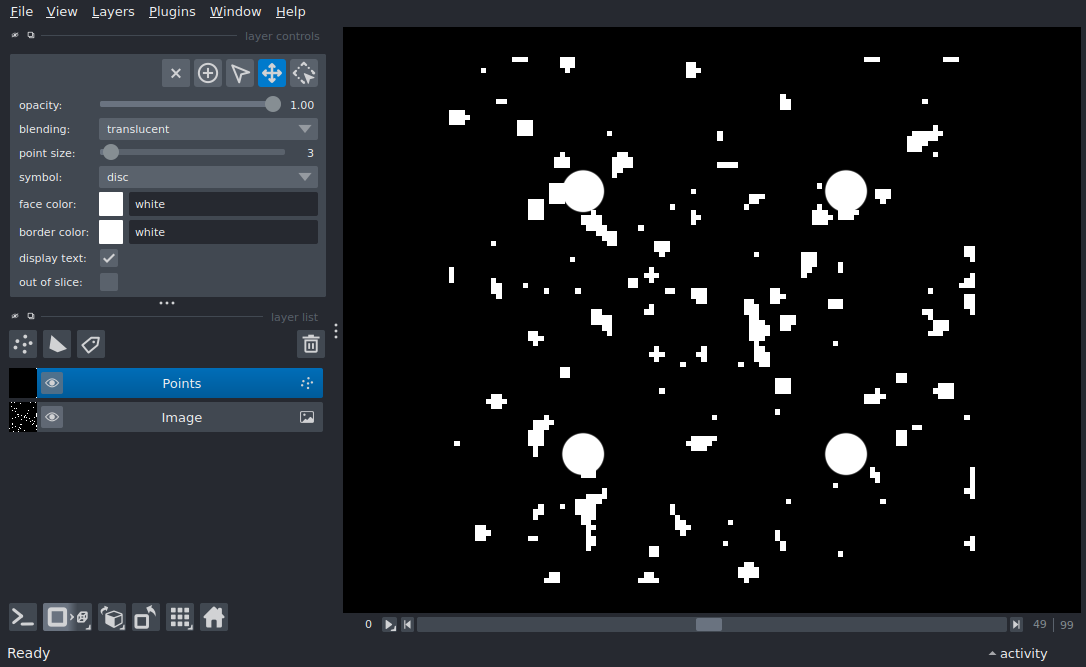 File View Layers Plugins Window Help
layer controls
opacity: 1.00
blending: translucent
point size: 3
symbol: disc
face color: white
border color: white
display text:
out of slice:
layer list
Points
Image
0 49 | 99
Ready activity